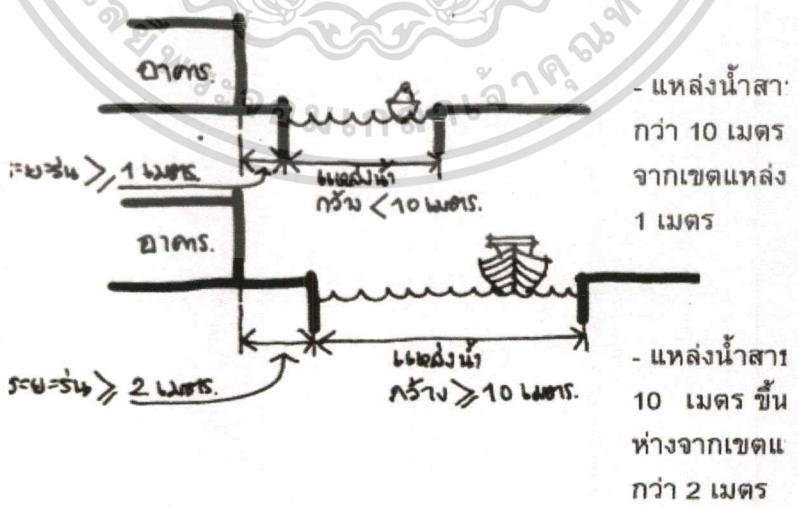 อาคาร.
ระยะร่น ≥ 1 เมตร.
แหล่งน้ำ
กว้าง < 10 เมตร.
- แหล่งน้ำสา
กว่า 10 เมตร
จากเขตแหล่ง
1 เมตร
อาคาร.
ระยะร่น ≥ 2 เมตร.
แหล่งน้ำ
กว้าง ≥ 10 เมตร.
- แหล่งน้ำสา
10 เมตร ขึ้น
ห่างจากเขตแ
กว่า 2 เมตร